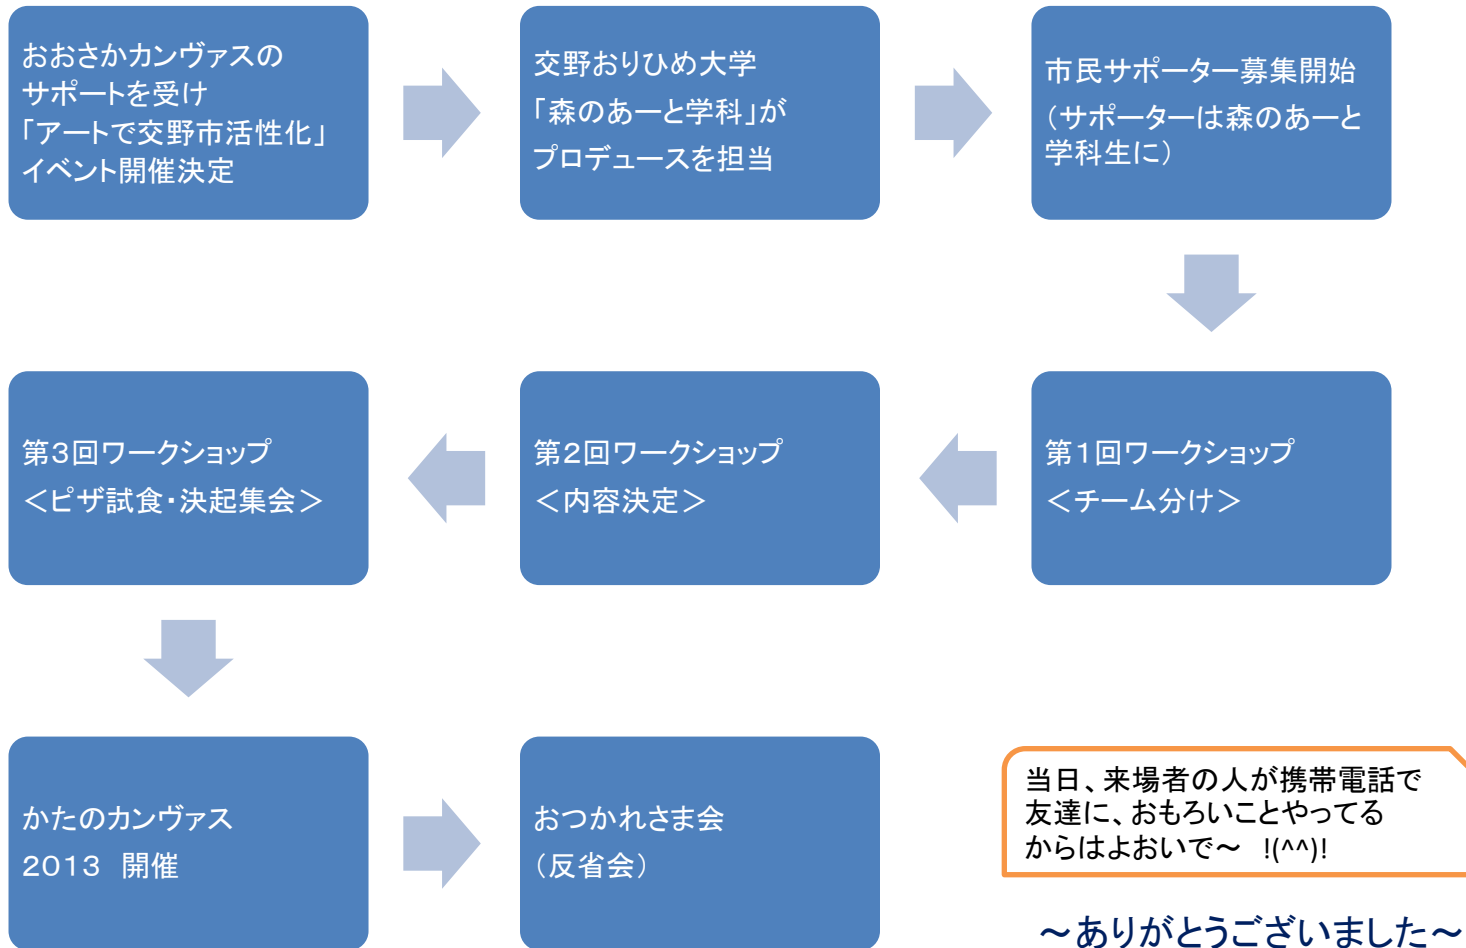 おおさかカンヴァスの
サポートを受け
「アートで交野市活性化」
イベント開催決定
交野おりひめ大学
「森のあーと学科」が
プロデュースを担当
市民サポーター募集開始
（サポーターは森のあーと
学科生に）
第１回ワークショップ
＜チーム分け＞
第２回ワークショップ
＜内容決定＞
第３回ワークショップ
＜ピザ試食・決起集会＞
かたのカンヴァス
２０１３　開催
おつかれさま会
（反省会）
当日、来場者の人が携帯電話で
友達に、おもろいことやってる
からはよおいで～　!(^^)!
～ありがとうございました～